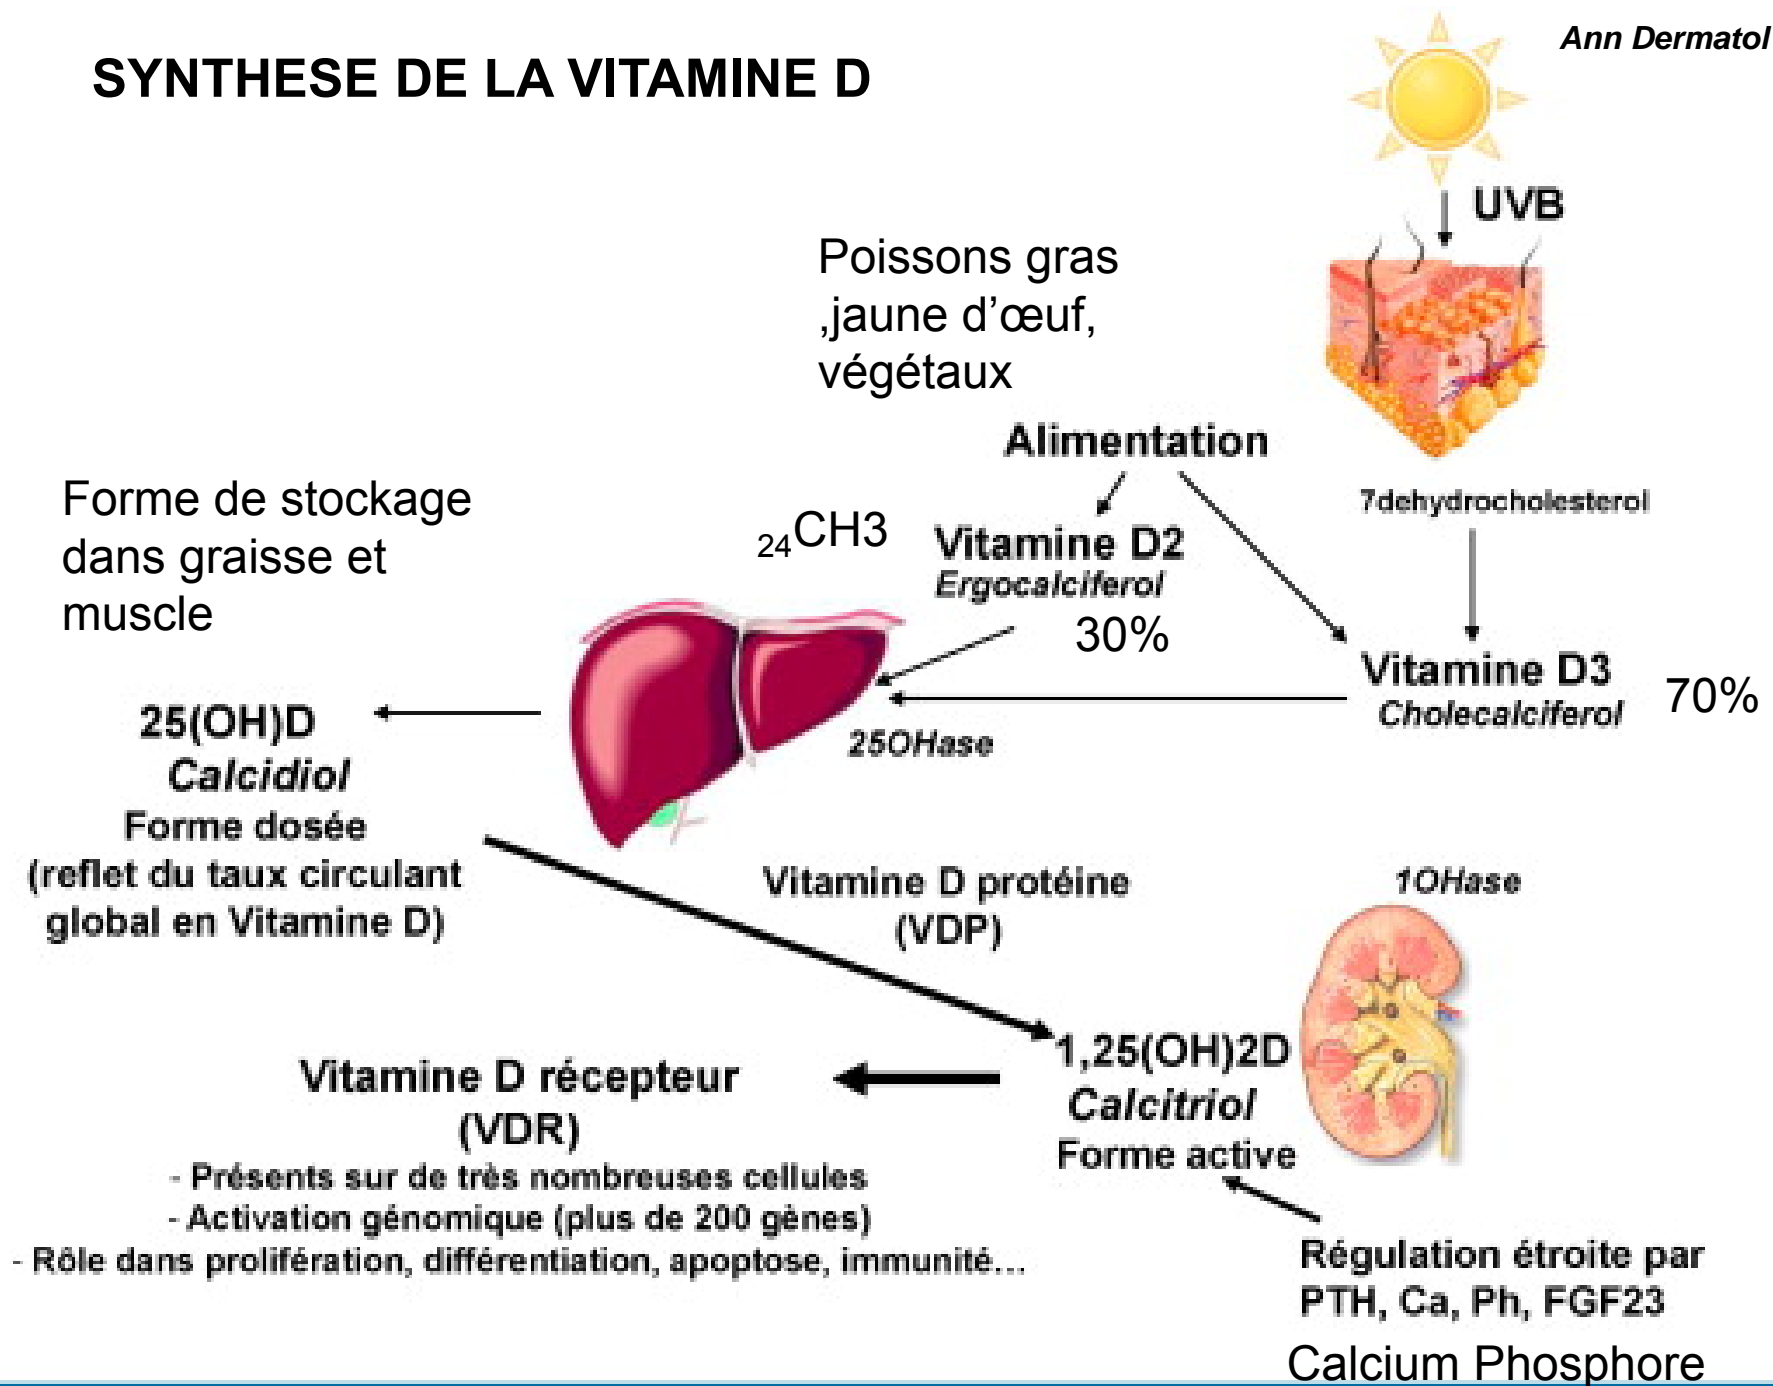 SYNTHESE DE LA VITAMINE D
Ann Dermatol
UVB
Poissons gras
,jaune d’œuf,
végétaux
Alimentation
7dehydrocholesterol
Forme de stockage
dans graisse et
muscle
24CH3
Vitamine D2
Ergocalciferol
30%
Vitamine D3
Cholecalciferol
70%
25OHase
25(OH)D
Calcidiol
Forme dosée
(reflet du taux circulant
global en Vitamine D)
Vitamine D protéine
(VDP)
1OHase
1,25(OH)2D
Calcitriol
Forme active
Vitamine D récepteur
(VDR)
- Présents sur de très nombreuses cellules
- Activation génomique (plus de 200 gènes)
- Rôle dans prolifération, différentiation, apoptose, immunité...
Régulation étroite par
PTH, Ca, Ph, FGF23
Calcium Phosphore